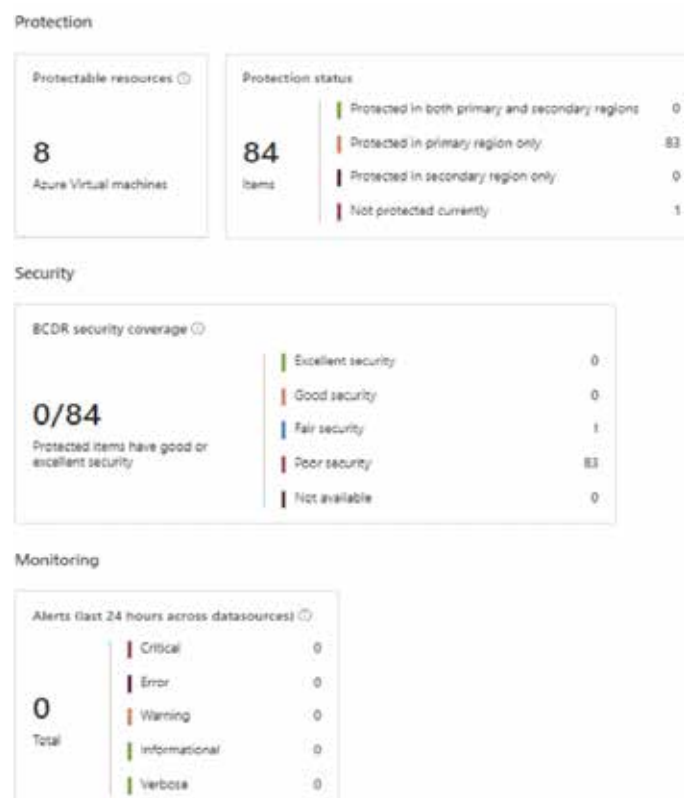 Protection
Protectable resources
8
Azure Virtual machines
Protection status
84
Items
Protected in both primary and secondary regions 0
Protected in primary region only 83
Protected in secondary region only 0
Not protected currently 1
Security
BCDR security coverage
0/84
Protected items have good or
excellent security
Excellent security 0
Good security 0
Fair security 1
Poor security 83
Not available 0
Monitoring
Alerts (last 24 hours across datasources)
0
Total
Critical 0
Error 0
Warning 0
Informational 0
Verbose 0